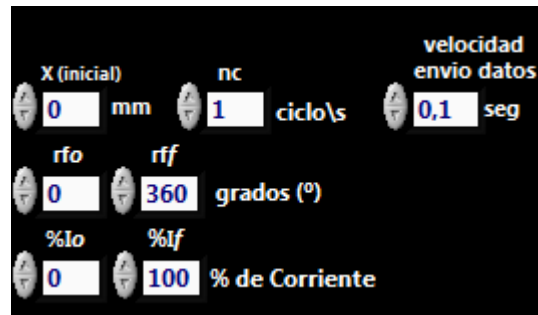 velocidad
X (inicial) nc envio datos
0 mm 1 ciclo\s 0,1 seg
rfo rff
0 360 grados (º)
%Io %If
0 100 % de Corriente